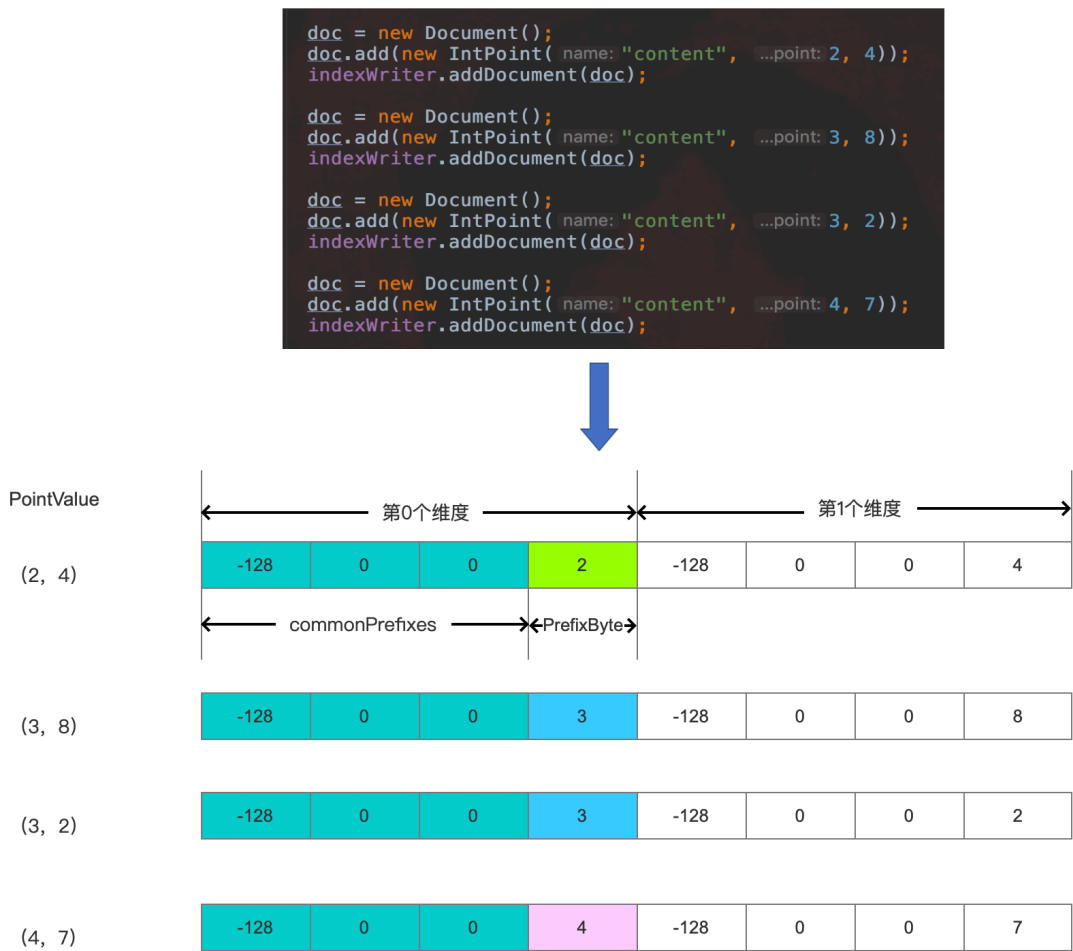 doc = new Document();
doc.add(new IntPoint( name: "content", ...point: 2, 4));
indexWriter.addDocument(doc);
doc = new Document();
doc.add(new IntPoint( name: "content", ...point: 3, 8));
indexWriter.addDocument(doc);
doc = new Document();
doc.add(new IntPoint( name: "content", ...point: 3, 2));
indexWriter.addDocument(doc);
doc = new Document();
doc.add(new IntPoint( name: "content", ...point: 4, 7));
indexWriter.addDocument(doc);
PointValue
第0个维度 第1个维度
(2, 4) -128 0 0 2 -128 0 0 4
commonPrefixes PrefixByte
(3, 8) -128 0 0 3 -128 0 0 8
(3, 2) -128 0 0 3 -128 0 0 2
(4, 7) -128 0 0 4 -128 0 0 7